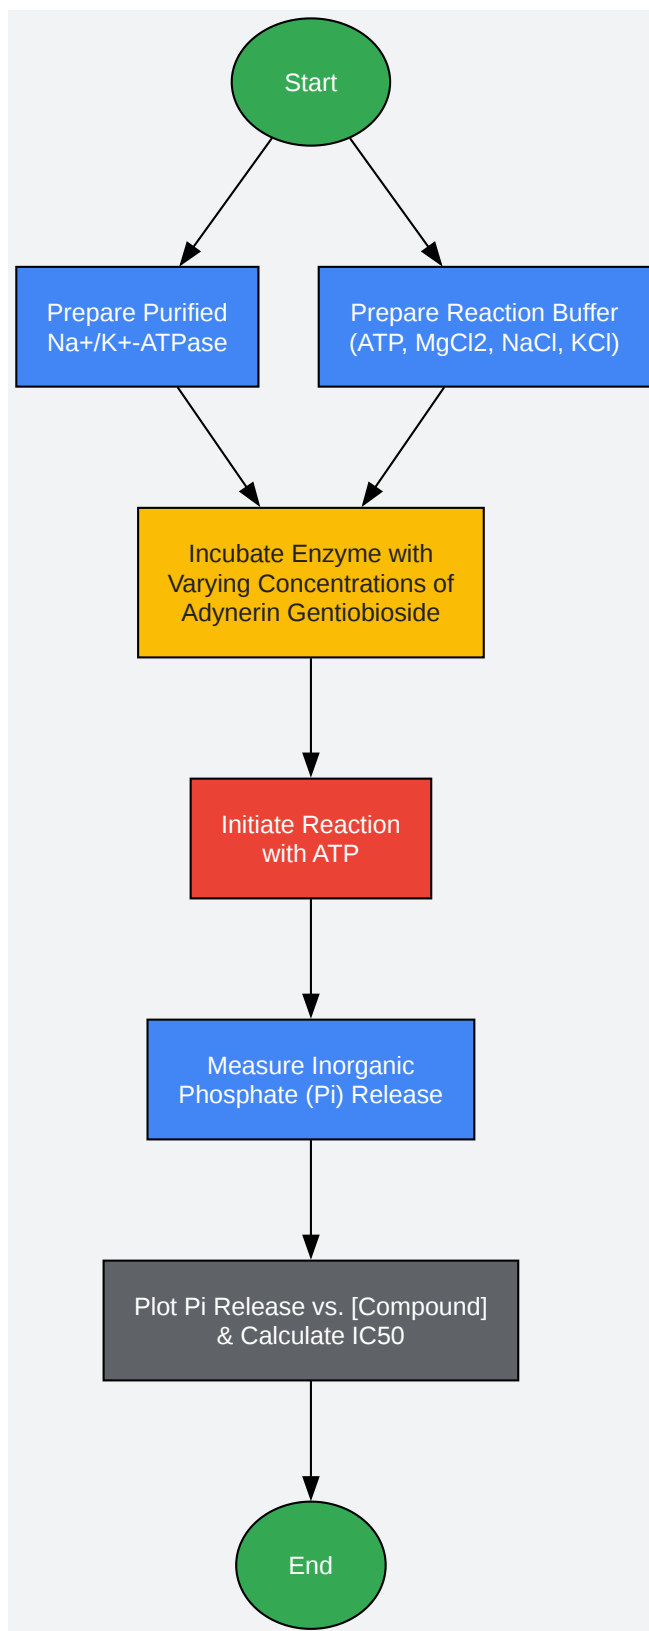 Start
Prepare Purified
Na+/K+-ATPase
Prepare Reaction Buffer
(ATP, MgCl2, NaCl, KCl)
Incubate Enzyme with
Varying Concentrations of
Adynerin Gentiobioside
Initiate Reaction
with ATP
Measure Inorganic
Phosphate (Pi) Release
Plot Pi Release vs. [Compound]
& Calculate IC50
End